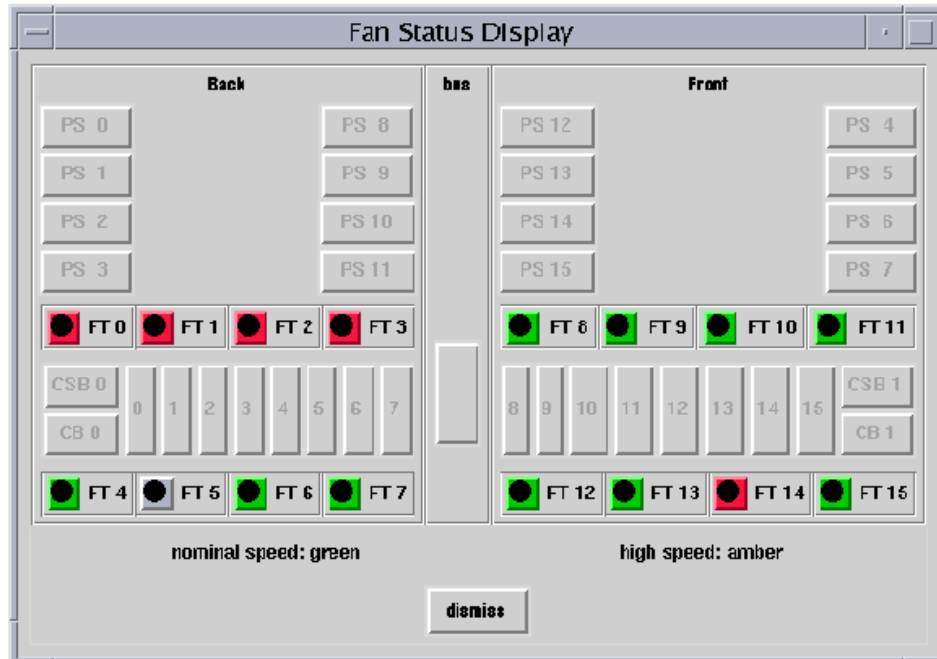 Fan Status Display
Back
bus
Front
PS 0
PS 8
PS 12
PS 4
PS 1
PS 9
PS 13
PS 5
PS 2
PS 10
PS 14
PS 6
PS 3
PS 11
PS 15
PS 7
FT 0 FT 1 FT 2 FT 3
FT 8 FT 9 FT 10 FT 11
CSB 0
CB 0
0 1 2 3 4 5 6 7
8 9 10 11 12 13 14 15
CSB 1
CB 1
FT 4 FT 5 FT 6 FT 7
FT 12 FT 13 FT 14 FT 15
nominal speed: green
high speed: amber
dismiss